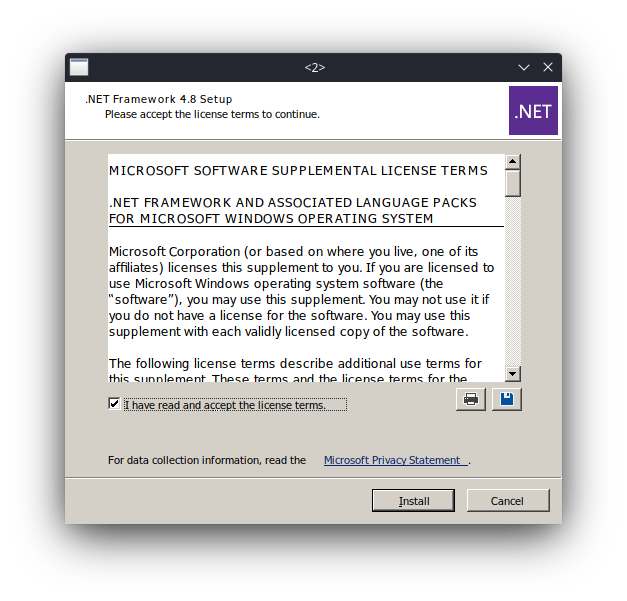 <2>
.NET Framework 4.8 Setup
Please accept the license terms to continue.
.NET
MICROSOFT SOFTWARE SUPPLEMENTAL LICENSE TERMS
.NET FRAMEWORK AND ASSOCIATED LANGUAGE PACKS
FOR MICROSOFT WINDOWS OPERATING SYSTEM
Microsoft Corporation (or based on where you live, one of its
affiliates) licenses this supplement to you. If you are licensed to
use Microsoft Windows operating system software (the
“software”), you may use this supplement. You may not use it if
you do not have a license for the software. You may use this
supplement with each validly licensed copy of the software.
The following license terms describe additional use terms for
this supplement. These terms and the license terms for the
I have read and accept the license terms.
For data collection information, read the Microsoft Privacy Statement .
Install Cancel